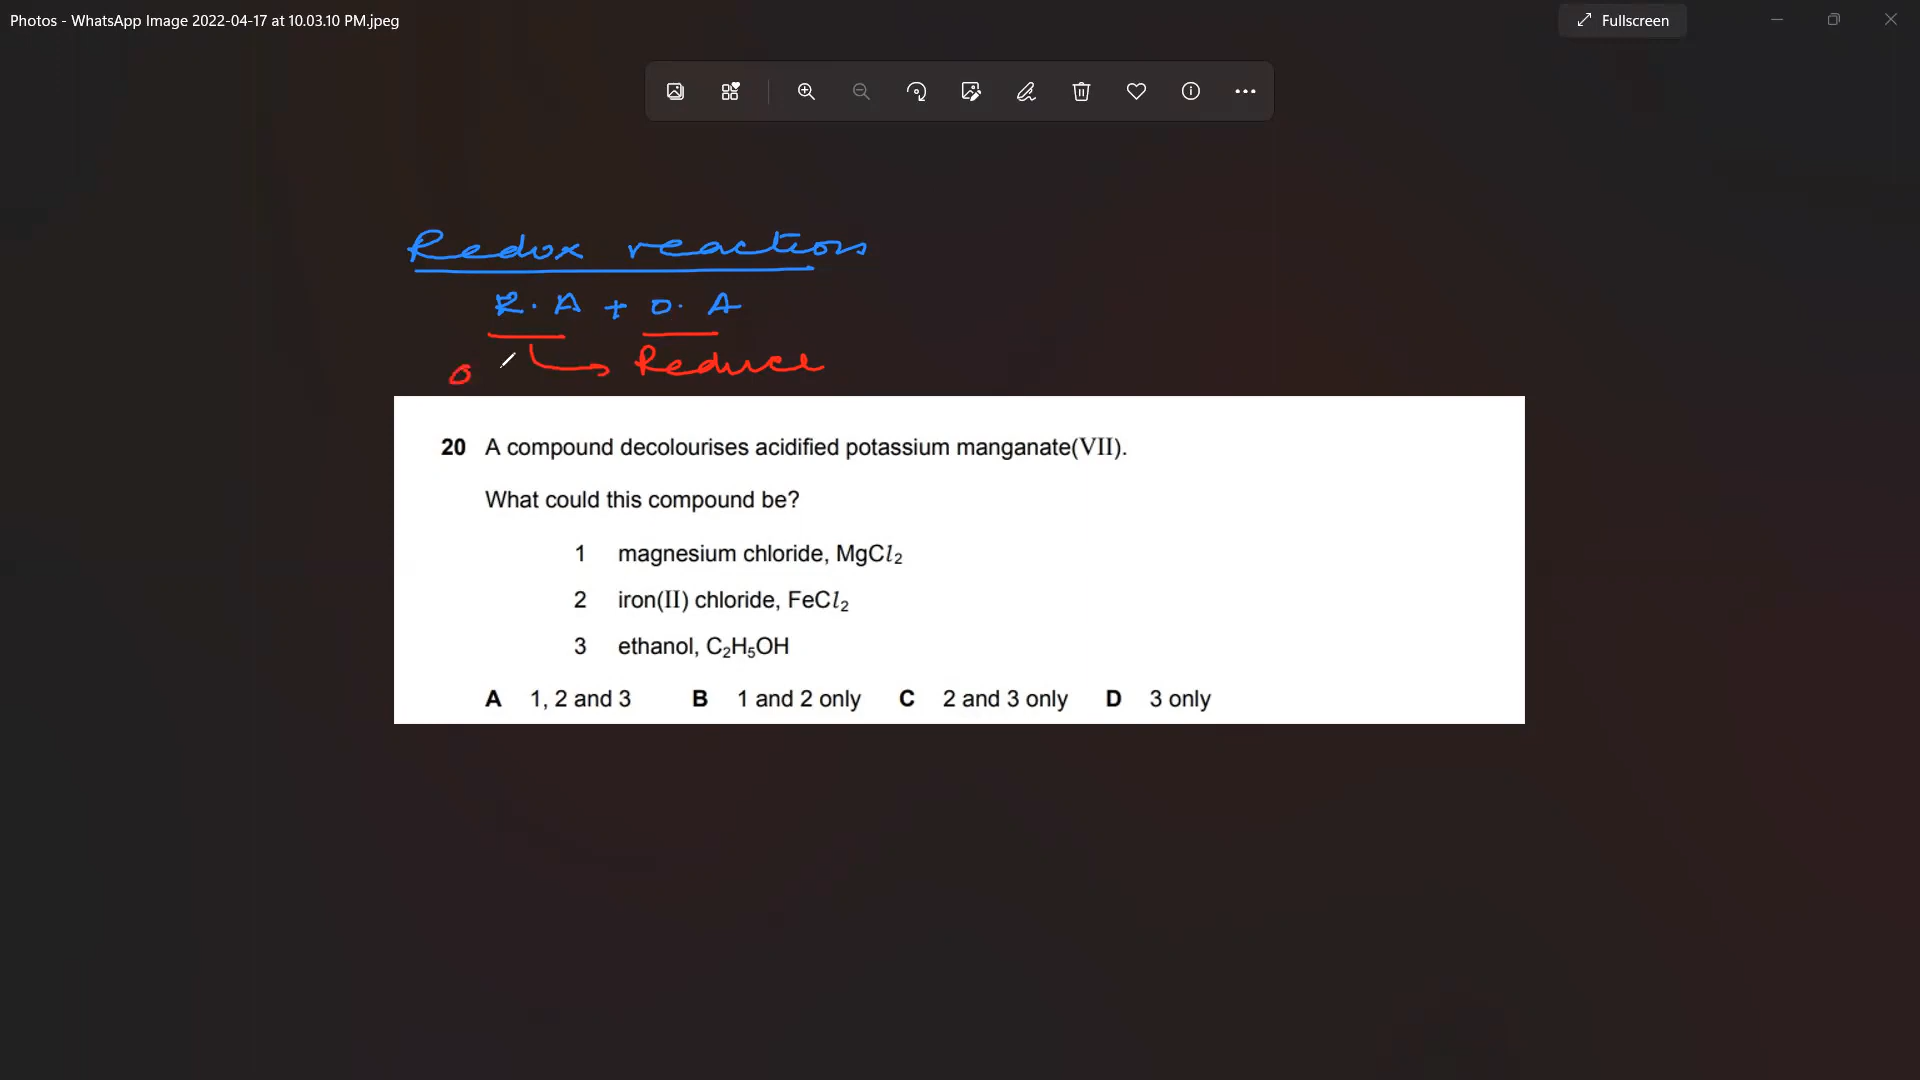 Photos - WhatsApp Image 2022-04-17 at 10.03.10 PM.jpeg
Fullscreen
Redox reactions
R. A + O. A
O Reduce
20 A compound decolourises acidified potassium manganate(VII).
What could this compound be?
1 magnesium chloride, MgCl₂
2 iron(II) chloride, FeCl₂
3 ethanol, C₂H₅OH
A 1, 2 and 3 B 1 and 2 only C 2 and 3 only D 3 only